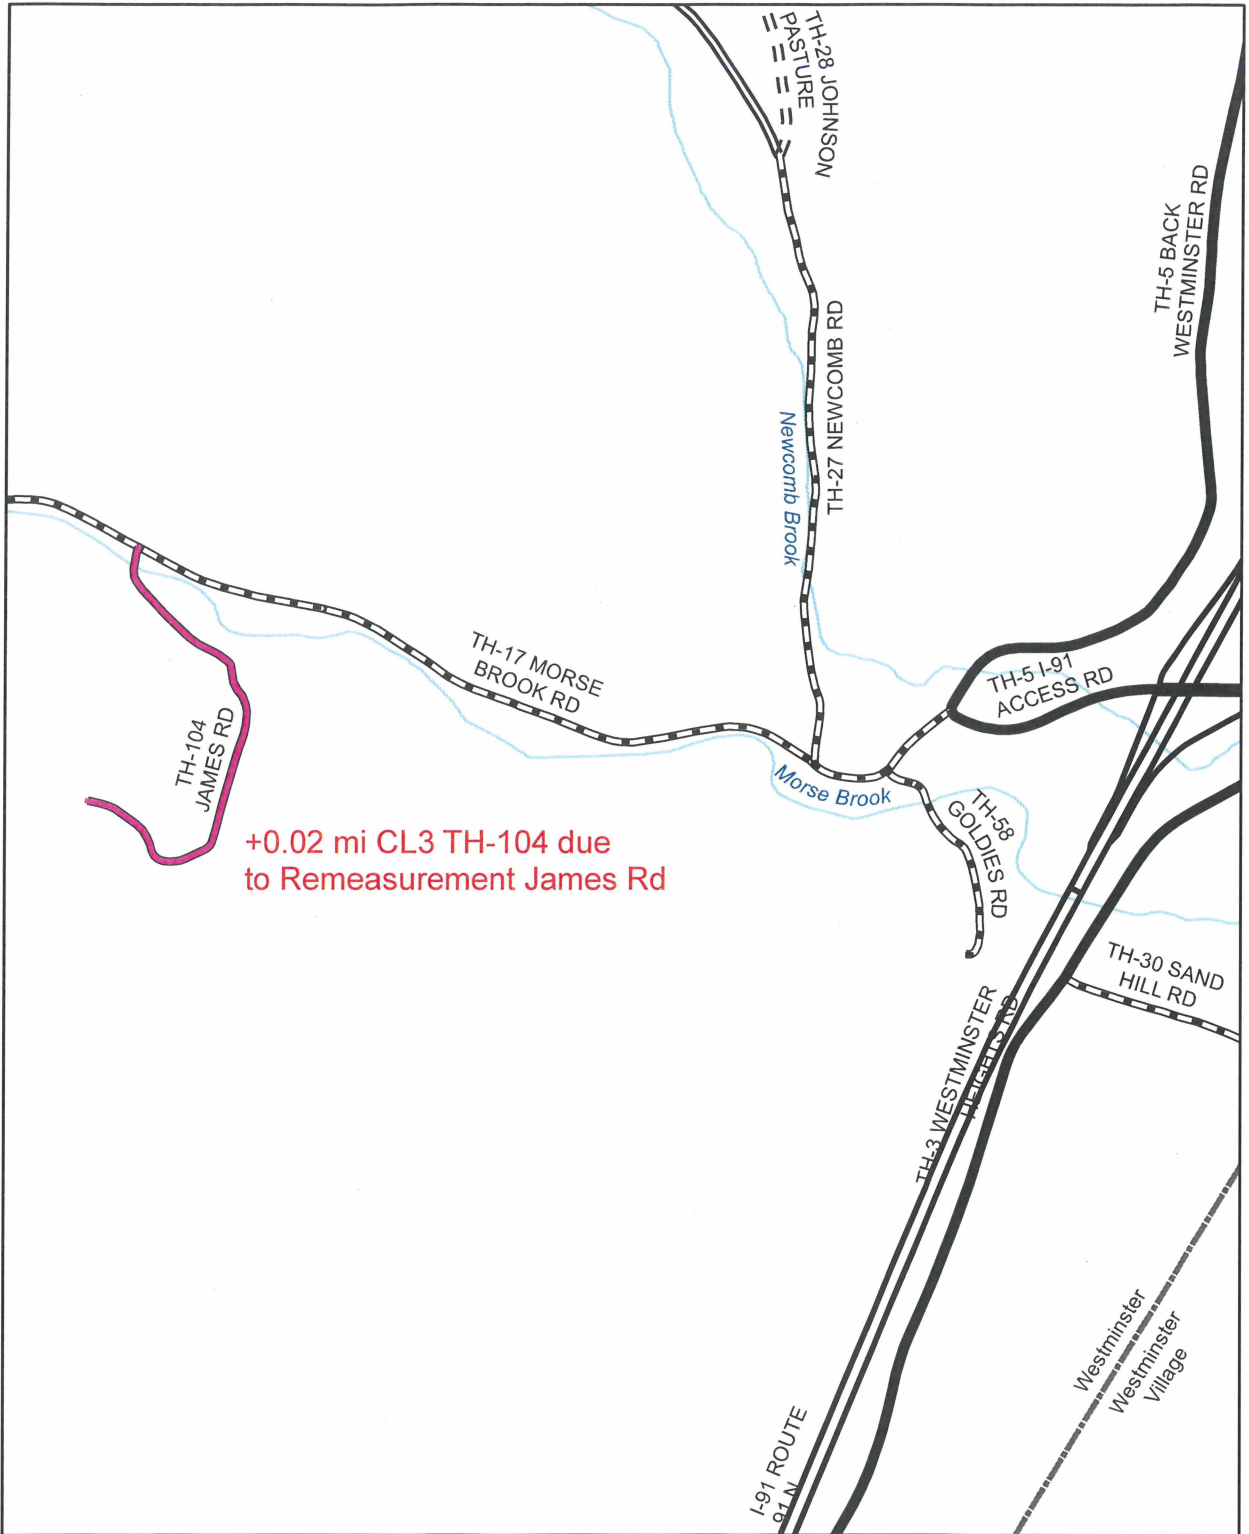 TH-28 JOHNSON
PASTURE
TH-5 BACK
WESTMINSTER RD
TH-27 NEWCOMB RD
Newcomb Brook
TH-17 MORSE
BROOK RD
TH-5 I-91
ACCESS RD
TH-104
JAMES RD
Morse Brook
TH-58
GOLDIES RD
+0.02 mi CL3 TH-104 due
to Remeasurement James Rd
TH-30 SAND
HILL RD
TH-3 WESTMINSTER
HEIGHTS RD
Westminster
Westminster
Village
I-91 ROUTE
91 N